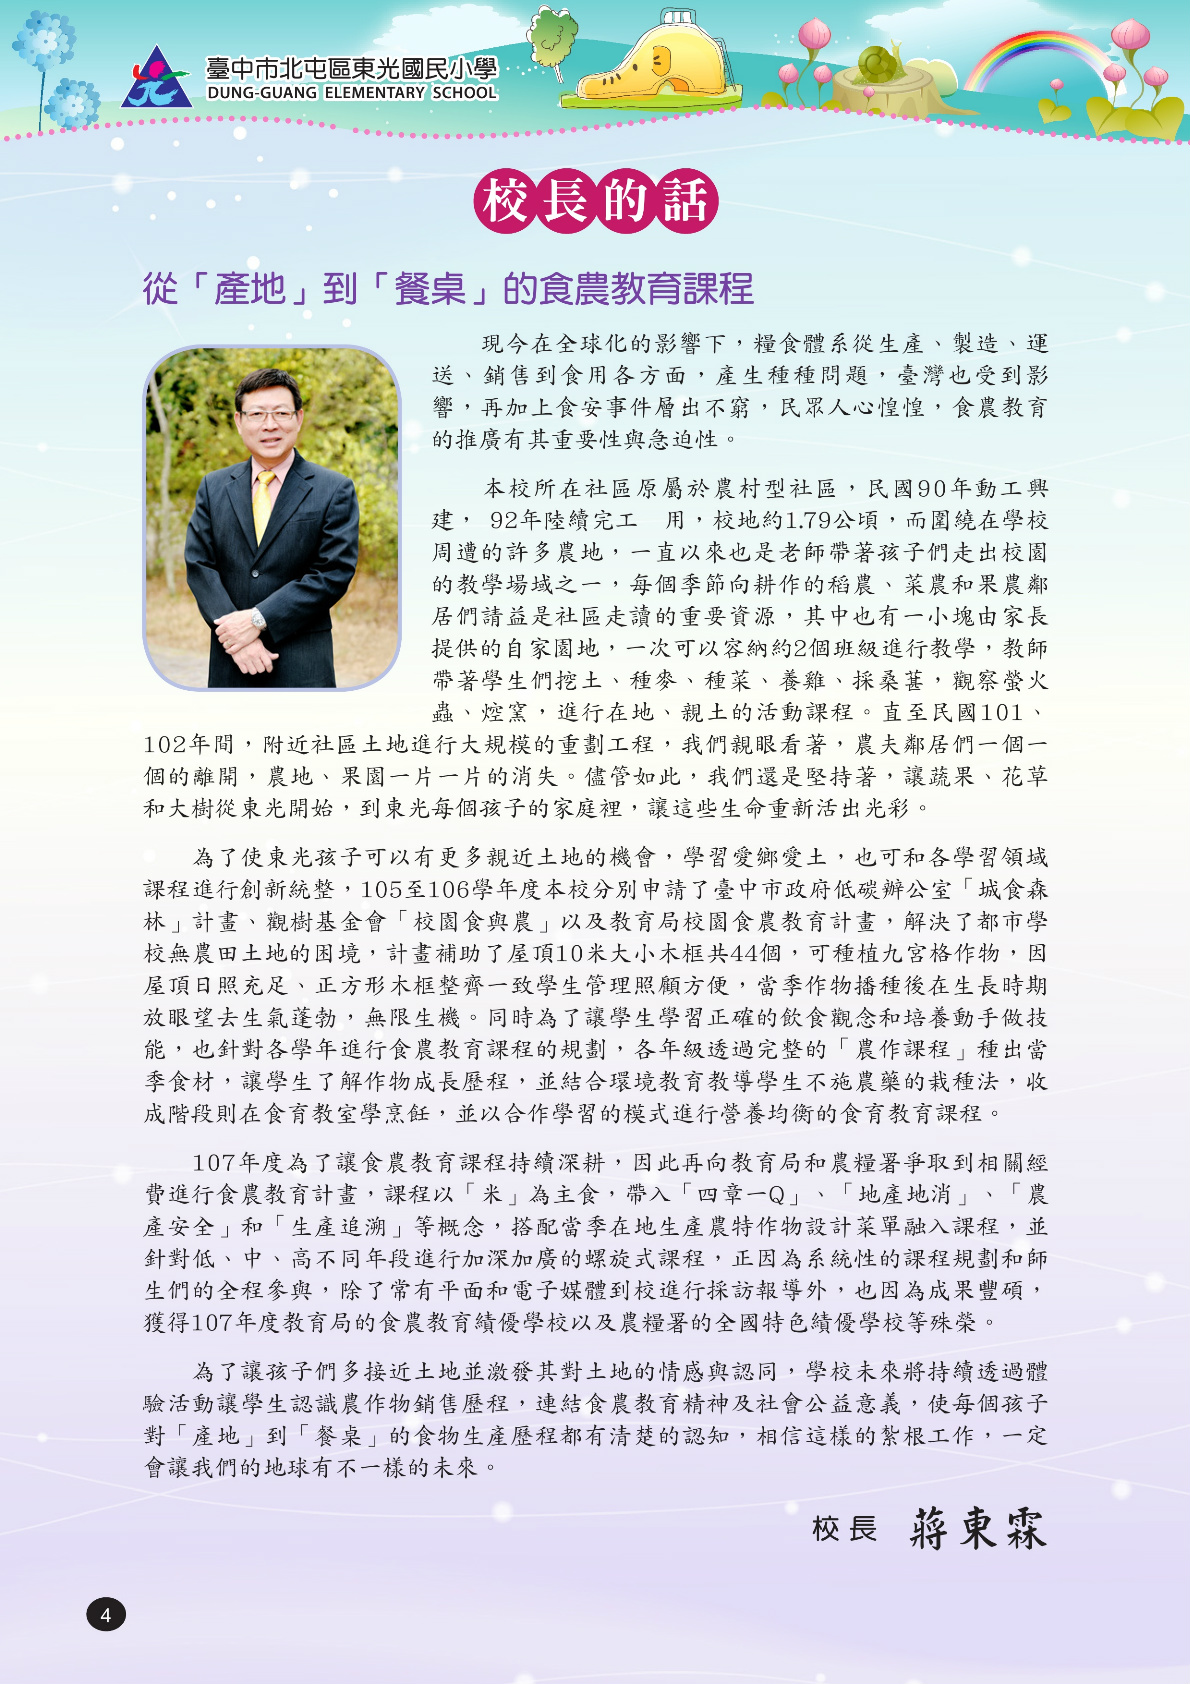 臺中市北屯區東光國民小學
DUNG-GUANG ELEMENTARY SCHOOL
校長的話
從「產地」到「餐桌」的食農教育課程
現今在全球化的影響下，糧食體系從生產、製造、運
送、銷售到食用各方面，產生種種問題，臺灣也受到影
響，再加上食安事件層出不窮，民眾人心惶惶，食農教育
的推廣有其重要性與急迫性。
本校所在社區原屬於農村型社區，民國90年動工興
建， 92年陸續完工　用，校地約1.79公頃，而圍繞在學校
周遭的許多農地，一直以來也是老師帶著孩子們走出校園
的教學場域之一，每個季節向耕作的稻農、菜農和果農鄰
居們請益是社區走讀的重要資源，其中也有一小塊由家長
提供的自家園地，一次可以容納約2個班級進行教學，教師
帶著學生們挖土、種麥、種菜、養雞、採桑葚，觀察螢火
蟲、焢窯，進行在地、親土的活動課程。直至民國101、
102年間，附近社區土地進行大規模的重劃工程，我們親眼看著，農夫鄰居們一個一
個的離開，農地、果園一片一片的消失。儘管如此，我們還是堅持著，讓蔬果、花草
和大樹從東光開始，到東光每個孩子的家庭裡，讓這些生命重新活出光彩。
為了使東光孩子可以有更多親近土地的機會，學習愛鄉愛土，也可和各學習領域
課程進行創新統整，105至106學年度本校分別申請了臺中市政府低碳辦公室「城食森
林」計畫、觀樹基金會「校園食與農」以及教育局校園食農教育計畫，解決了都市學
校無農田土地的困境，計畫補助了屋頂10米大小木框共44個，可種植九宮格作物，因
屋頂日照充足、正方形木框整齊一致學生管理照顧方便，當季作物播種後在生長時期
放眼望去生氣蓬勃，無限生機。同時為了讓學生學習正確的飲食觀念和培養動手做技
能，也針對各學年進行食農教育課程的規劃，各年級透過完整的「農作課程」種出當
季食材，讓學生了解作物成長歷程，並結合環境教育教導學生不施農藥的栽種法，收
成階段則在食育教室學烹飪，並以合作學習的模式進行營養均衡的食育教育課程。
107年度為了讓食農教育課程持續深耕，因此再向教育局和農糧署爭取到相關經
費進行食農教育計畫，課程以「米」為主食，帶入「四章一Q」、「地產地消」、「農
產安全」和「生產追溯」等概念，搭配當季在地生產農特作物設計菜單融入課程，並
針對低、中、高不同年段進行加深加廣的螺旋式課程，正因為系統性的課程規劃和師
生們的全程參與，除了常有平面和電子媒體到校進行採訪報導外，也因為成果豐碩，
獲得107年度教育局的食農教育績優學校以及農糧署的全國特色績優學校等殊榮。
為了讓孩子們多接近土地並激發其對土地的情感與認同，學校未來將持續透過體
驗活動讓學生認識農作物銷售歷程，連結食農教育精神及社會公益意義，使每個孩子
對「產地」到「餐桌」的食物生產歷程都有清楚的認知，相信這樣的紮根工作，一定
會讓我們的地球有不一樣的未來。
校長　蔣東霖
4